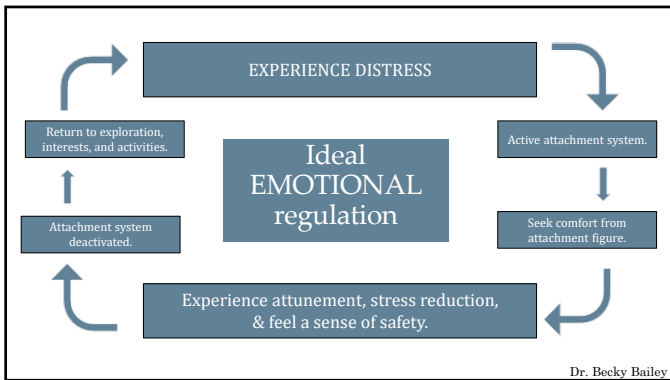 EXPERIENCE DISTRESS
Active attachment system.
Seek comfort from
attachment figure.
Experience attunement, stress reduction,
& feel a sense of safety.
Attachment system
deactivated.
Return to exploration,
interests, and activities.
Ideal
EMOTIONAL
regulation
Dr. Becky Bailey